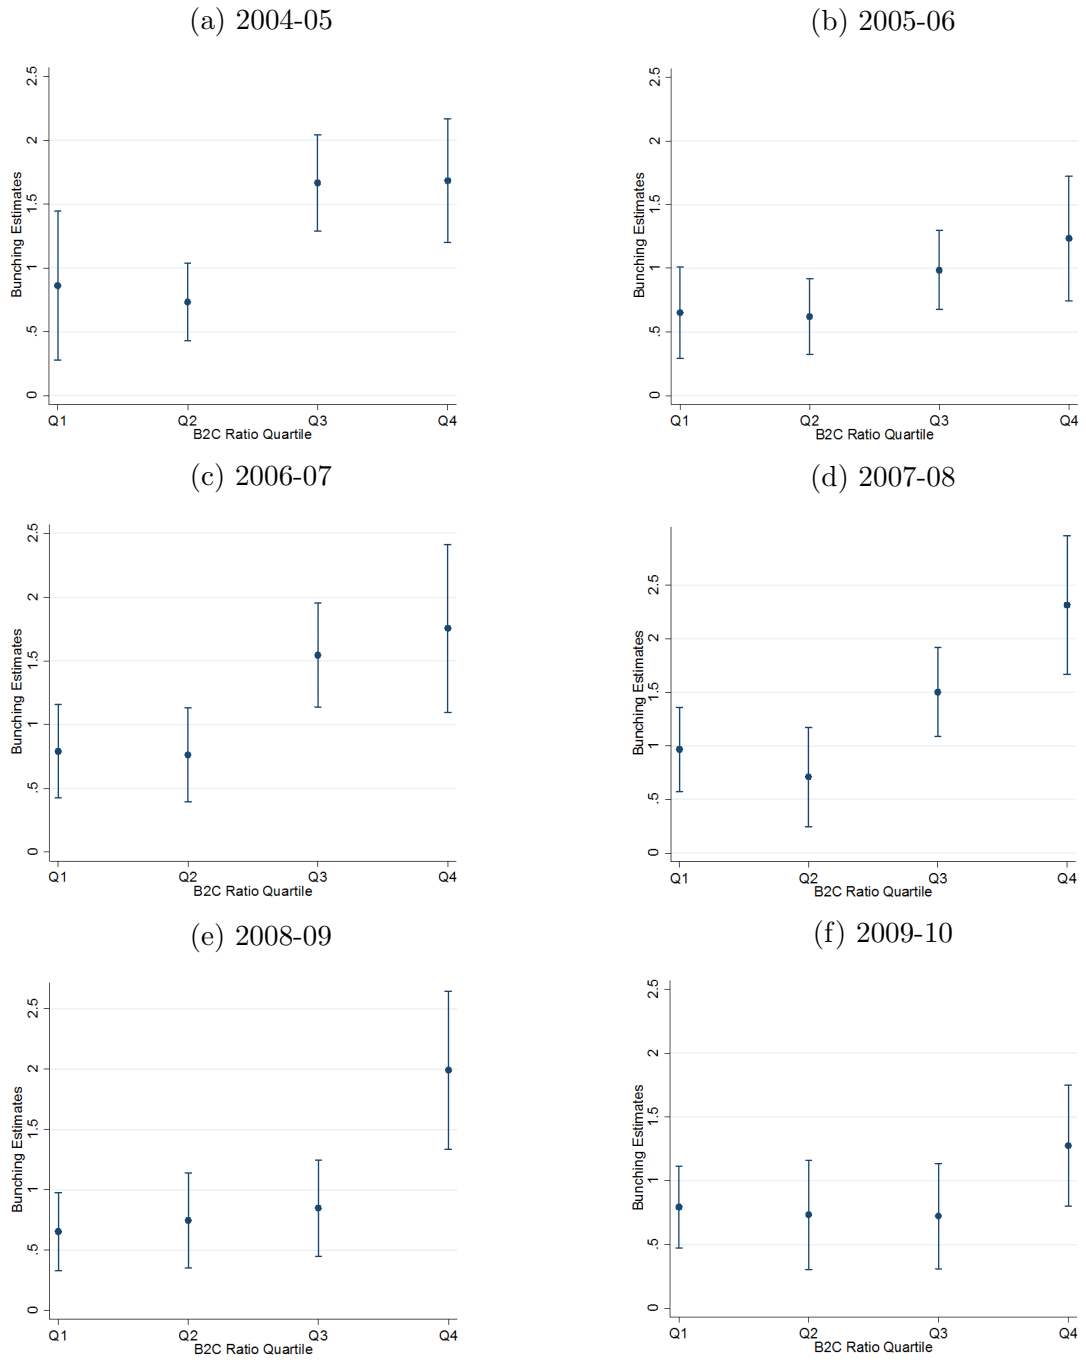 (a) 2004-05
Bunching Estimates
0 .5 1 1.5 2 2.5
Q1 Q2 Q3 Q4
B2C Ratio Quartile
(b) 2005-06
Bunching Estimates
0 .5 1 1.5 2 2.5
Q1 Q2 Q3 Q4
B2C Ratio Quartile
(c) 2006-07
Bunching Estimates
0 .5 1 1.5 2 2.5
Q1 Q2 Q3 Q4
B2C Ratio Quartile
(d) 2007-08
Bunching Estimates
0 .5 1 1.5 2 2.5
Q1 Q2 Q3 Q4
B2C Ratio Quartile
(e) 2008-09
Bunching Estimates
0 .5 1 1.5 2 2.5
Q1 Q2 Q3 Q4
B2C Ratio Quartile
(f) 2009-10
Bunching Estimates
0 .5 1 1.5 2 2.5
Q1 Q2 Q3 Q4
B2C Ratio Quartile